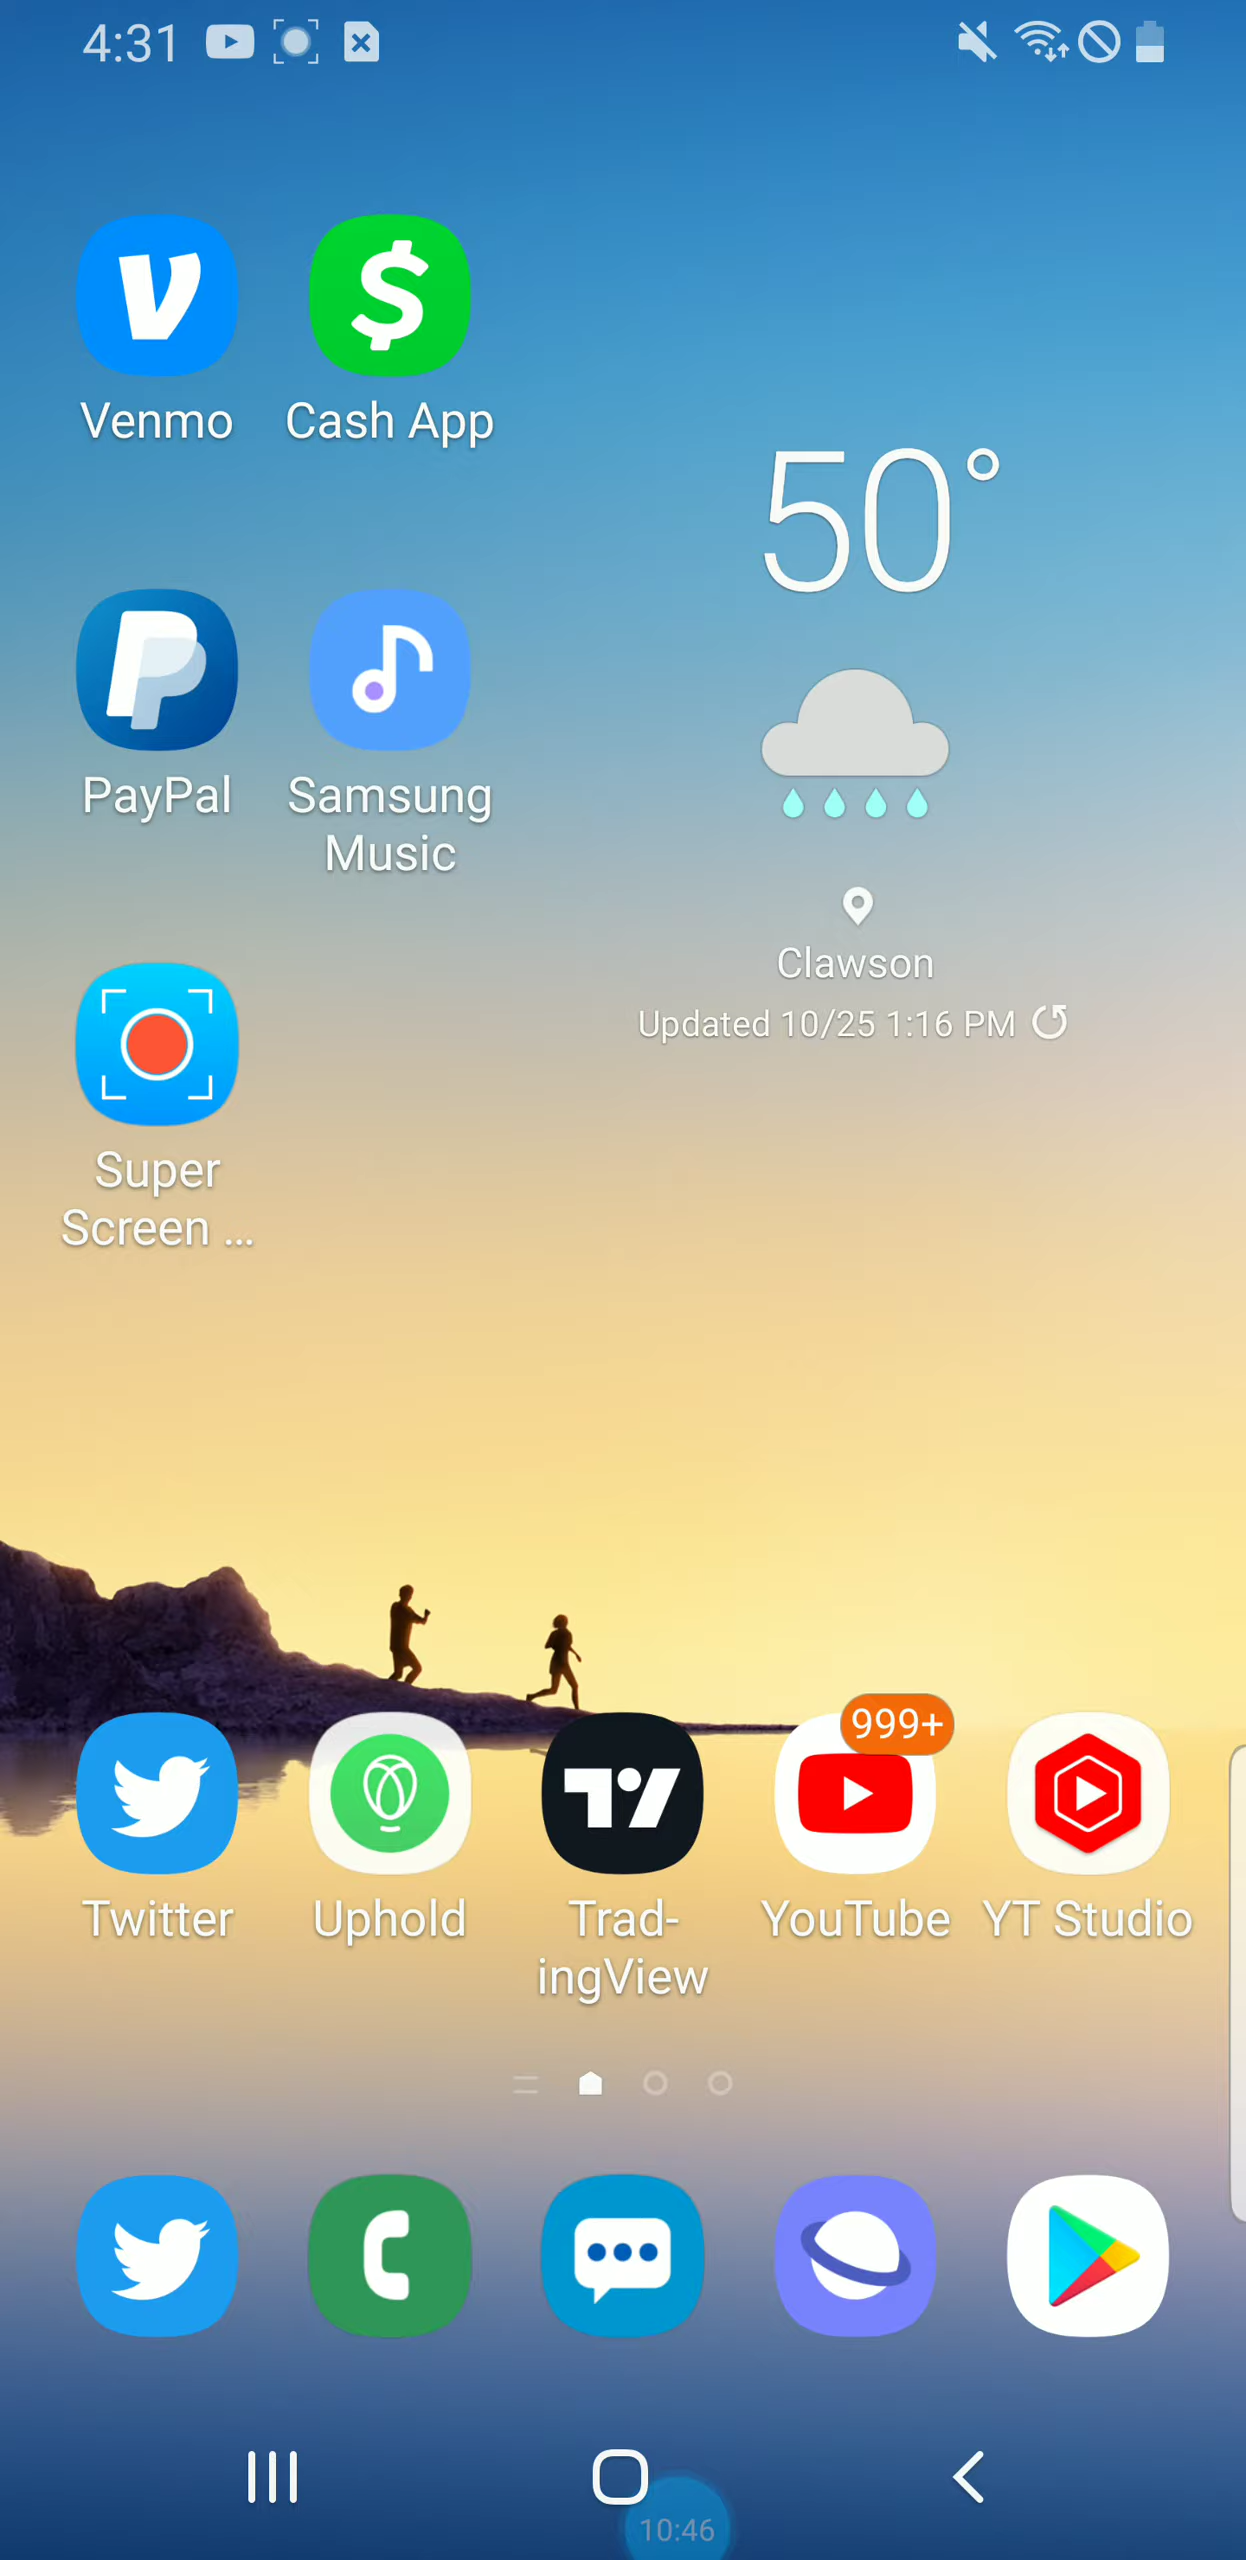 4:31
Venmo
Cash App
50°
PayPal
Samsung
Music
Clawson
Updated 10/25 1:16 PM
Super
Screen ...
999+
Twitter
Uphold
Trad-
ingView
YouTube
YT Studio
10:46